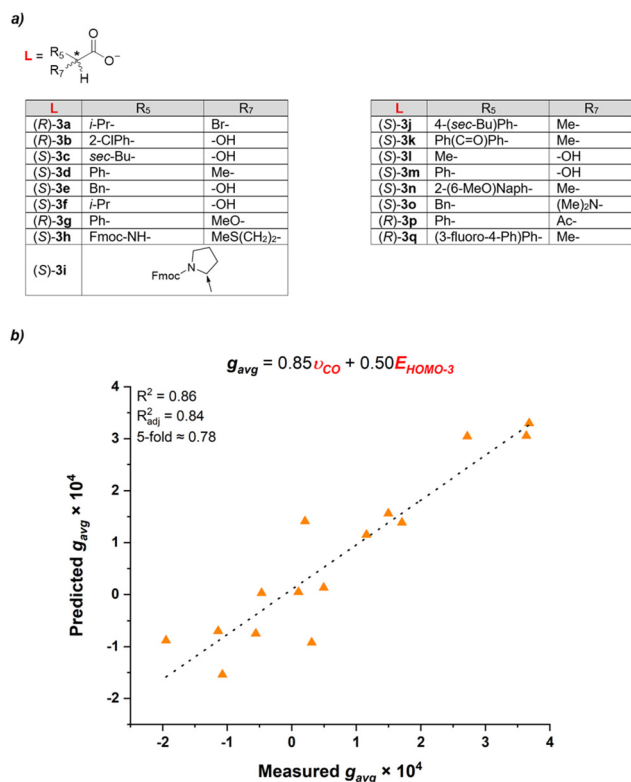 a)
L = R5 R7 * H O O-
L R5 R7
(R)-3a i-Pr- Br-
(R)-3b 2-ClPh- -OH
(S)-3c sec-Bu- -OH
(S)-3d Ph- Me-
(S)-3e Bn- -OH
(S)-3f i-Pr -OH
(R)-3g Ph- MeO-
(S)-3h Fmoc-NH- MeS(CH2)2-
(S)-3i Fmoc N
L R5 R7
(S)-3j 4-(sec-Bu)Ph- Me-
(S)-3k Ph(C=O)Ph- Me-
(S)-3l Me- -OH
(S)-3m Ph- -OH
(S)-3n 2-(6-MeO)Naph- Me-
(S)-3o Bn- (Me)2N-
(R)-3p Ph- Ac-
(R)-3q (3-fluoro-4-Ph)Ph- Me-
b)
gavg = 0.85υCO + 0.50EHOMO-3
R2 = 0.86
R2adj = 0.84
5-fold ≈ 0.78
4
3
2
1
0
-1
-2
Predicted gavg × 104
-2 -1 0 1 2 3 4
Measured gavg × 104